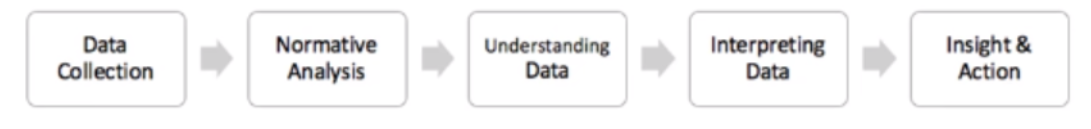 Data
Collection
Normative
Analysis
Understanding
Data
Interpreting
Data
Insight &
Action